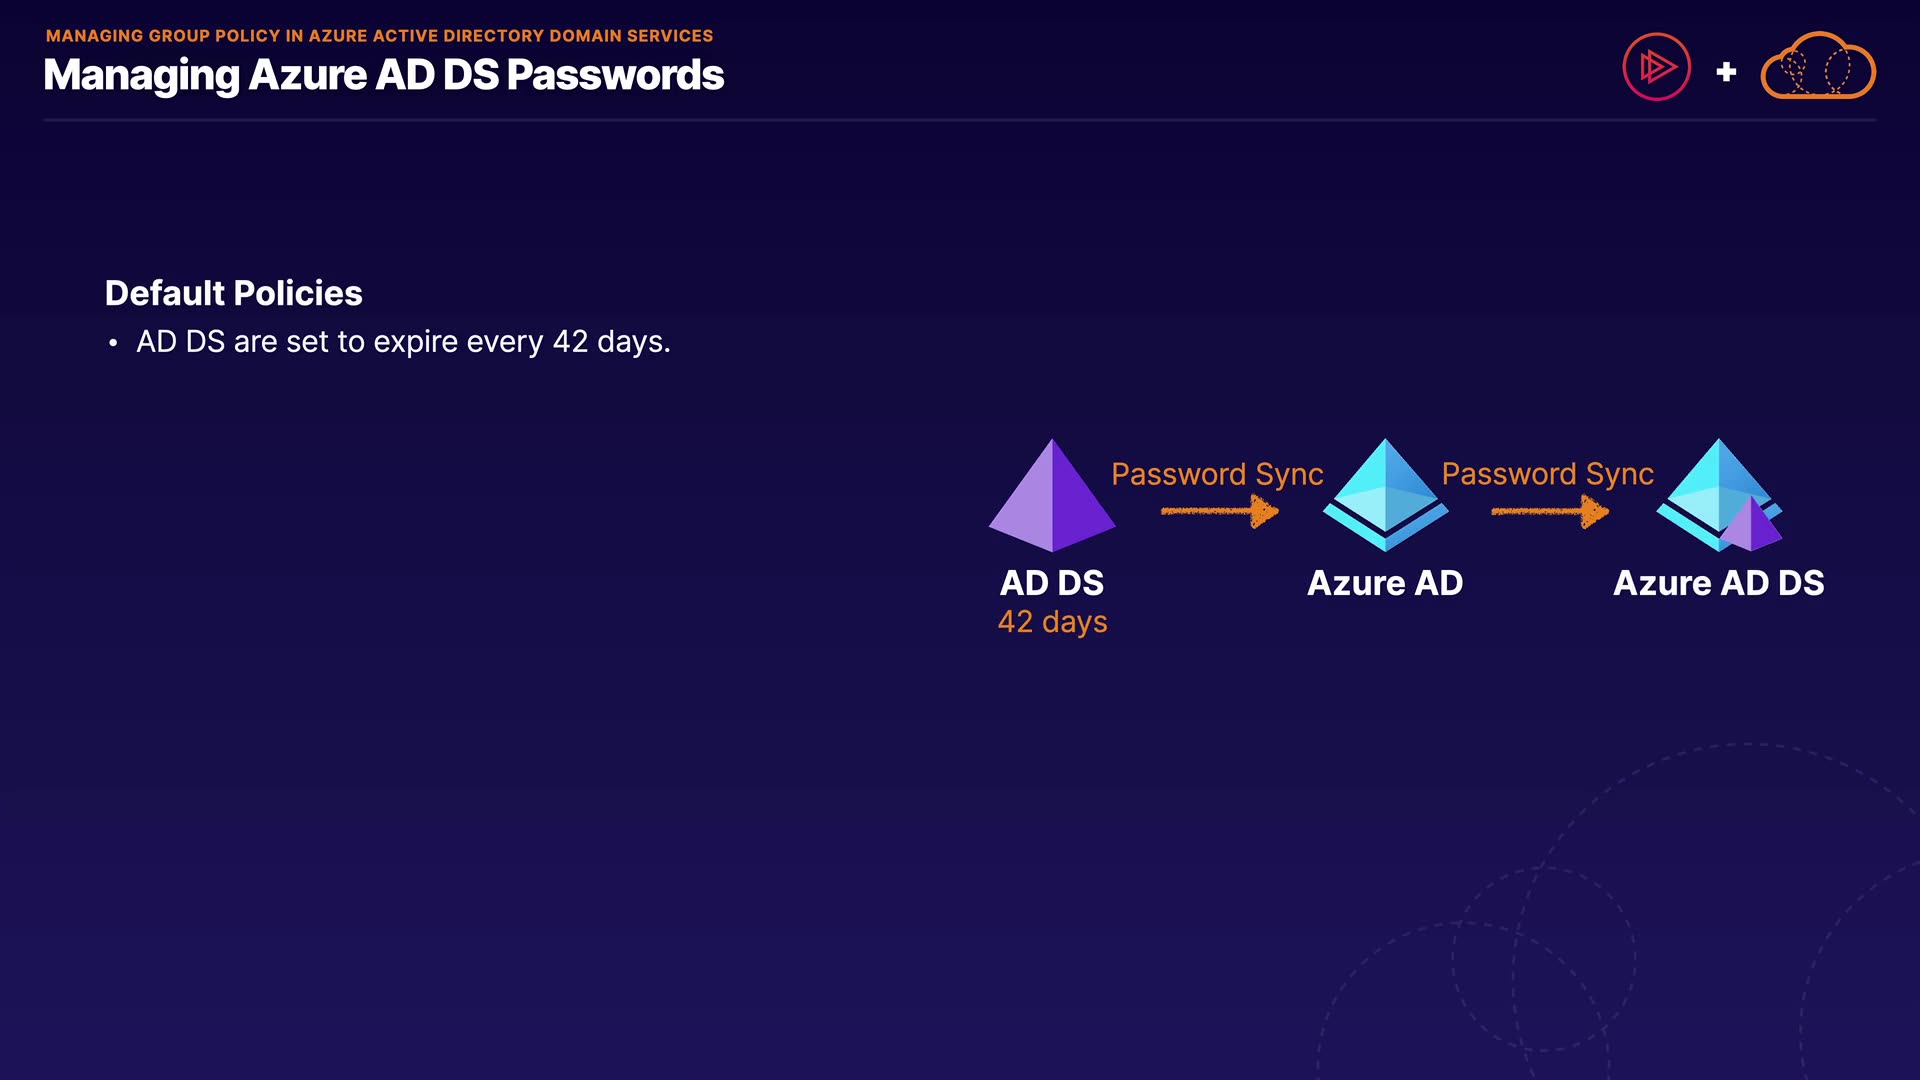 MANAGING GROUP POLICY IN AZURE ACTIVE DIRECTORY DOMAIN SERVICES
Managing Azure AD DS Passwords
Default Policies
• AD DS are set to expire every 42 days.
Password Sync
Password Sync
AD DS
Azure AD
Azure AD DS
42 days